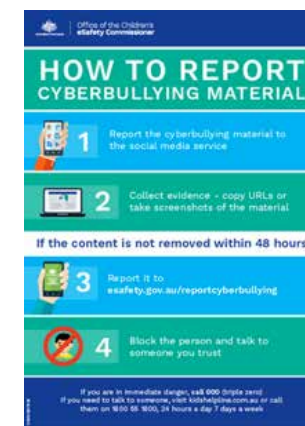 Office of the Children's
eSafety Commissioner
HOW TO REPORT
CYBERBULLYING MATERIAL
1
Report the cyberbullying material to
the social media service
2
Collect evidence - copy URLs or
take screenshots of the material
If the content is not removed within 48 hours
3
Report it to
esafety.gov.au/reportcyberbullying
4
Block the person and talk to
someone you trust
If you are in immediate danger, call 000 (triple zero)
If you need to talk to someone, visit kidshelpline.com.au or call
them on 1800 55 1800, 24 hours a day 7 days a week